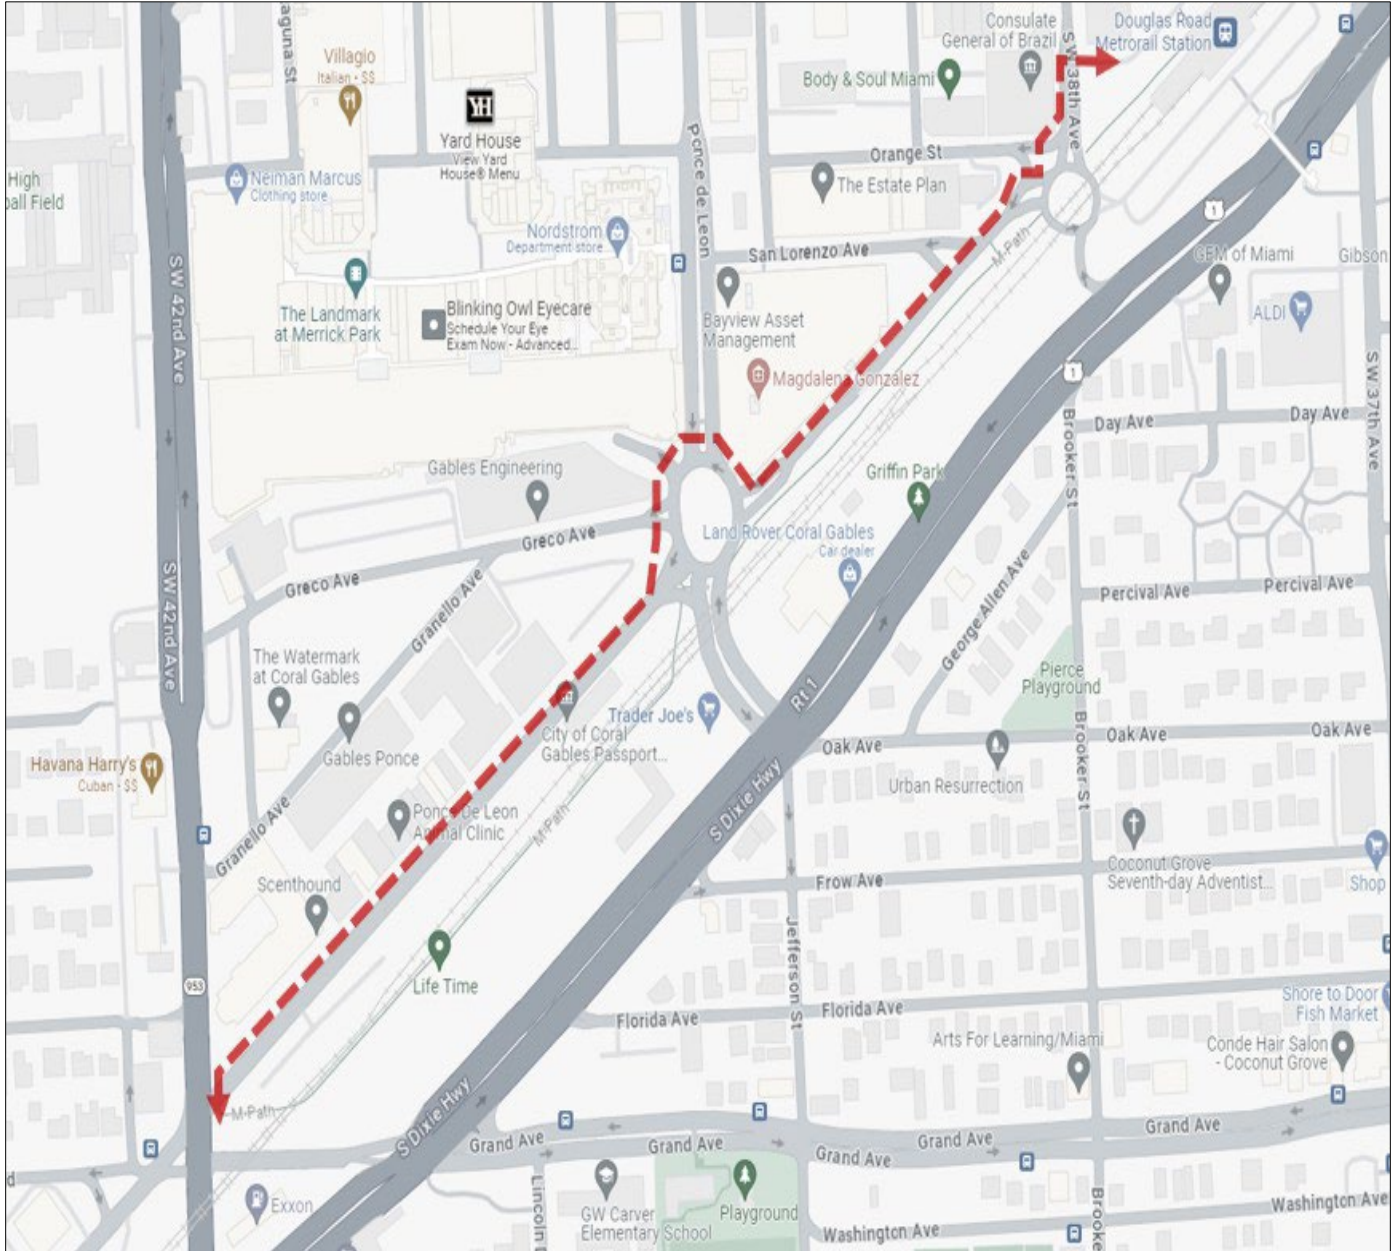 aguna St
Villagio
Italian · $$
YH
Yard House
View Yard
House® Menu
Consulate
General of Brazil
SW 38th Ave
Douglas Road
Metrorail Station
Body & Soul Miami
Ponce de Leon
Orange St
The Estate Plan
High
ball Field
Neiman Marcus
Clothing store
Nordstrom
Department store
San Lorenzo Ave
M-Path
1
GEM of Miami
Gibson
SW 42nd Ave
The Landmark
at Merrick Park
Blinking Owl Eyecare
Schedule Your Eye
Exam Now - Advanced...
Bayview Asset
Management
ALDI
Magdalena Gonzalez
1
SW 37th Ave
Brooker St
Day Ave
Day Ave
Gables Engineering
Griffin Park
Greco Ave
Land Rover Coral Gables
Car dealer
Greco Ave
Granello Ave
George Allen Ave
Percival Ave
Percival Ave
SW 42nd Ave
The Watermark
at Coral Gables
Pierce
Playground
Rt 1
Trader Joe's
City of Coral
Gables Passport...
Gables Ponce
Oak Ave
Brooker St
Oak Ave
Oak Ave
Havana Harry's
Cuban · $$
Urban Resurrection
S Dixie Hwy
Ponce De Leon
Animal Clinic
M-Path
Granello Ave
Coconut Grove
Seventh-day Adventist...
Shop
Scenthound
Frow Ave
Jefferson St
953
Life Time
Florida Ave
Florida Ave
Shore to Door
Fish Market
Arts For Learning/Miami
Conde Hair Salon
- Coconut Grove
M-Path
S Dixie Hwy
Grand Ave
Grand Ave
Grand Ave
Grand Ave
Grand Ave
d
Exxon
Lincoln
GW Carver
Elementary School
Playground
Washington Ave
Brooke
Washington Ave